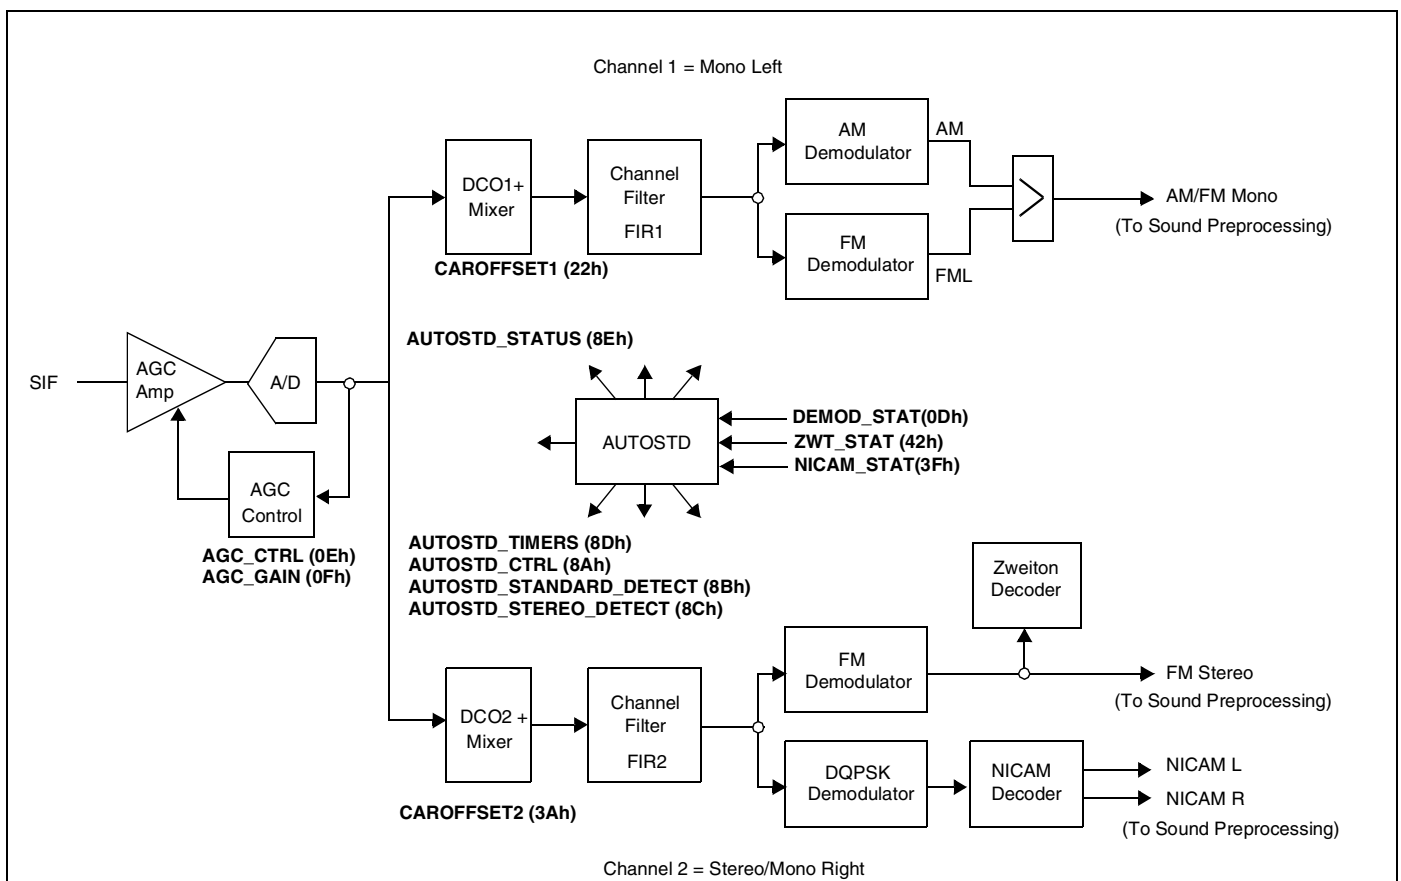 Channel 1 = Mono Left
AM
Demodulator
AM
DCO1+
Mixer
Channel
Filter
FIR1
AM/FM Mono
(To Sound Preprocessing)
FM
Demodulator
FML
CAROFFSET1 (22h)
AUTOSTD_STATUS (8Eh)
SIF
AGC
Amp
A/D
AUTOSTD
DEMOD_STAT(0Dh)
ZWT_STAT (42h)
NICAM_STAT(3Fh)
AGC
Control
AGC_CTRL (0Eh)
AGC_GAIN (0Fh)
AUTOSTD_TIMERS (8Dh)
AUTOSTD_CTRL (8Ah)
AUTOSTD_STANDARD_DETECT (8Bh)
AUTOSTD_STEREO_DETECT (8Ch)
Zweiton
Decoder
FM
Demodulator
FM Stereo
(To Sound Preprocessing)
DCO2 +
Mixer
Channel
Filter
FIR2
DQPSK
Demodulator
NICAM
Decoder
NICAM L
NICAM R
(To Sound Preprocessing)
CAROFFSET2 (3Ah)
Channel 2 = Stereo/Mono Right